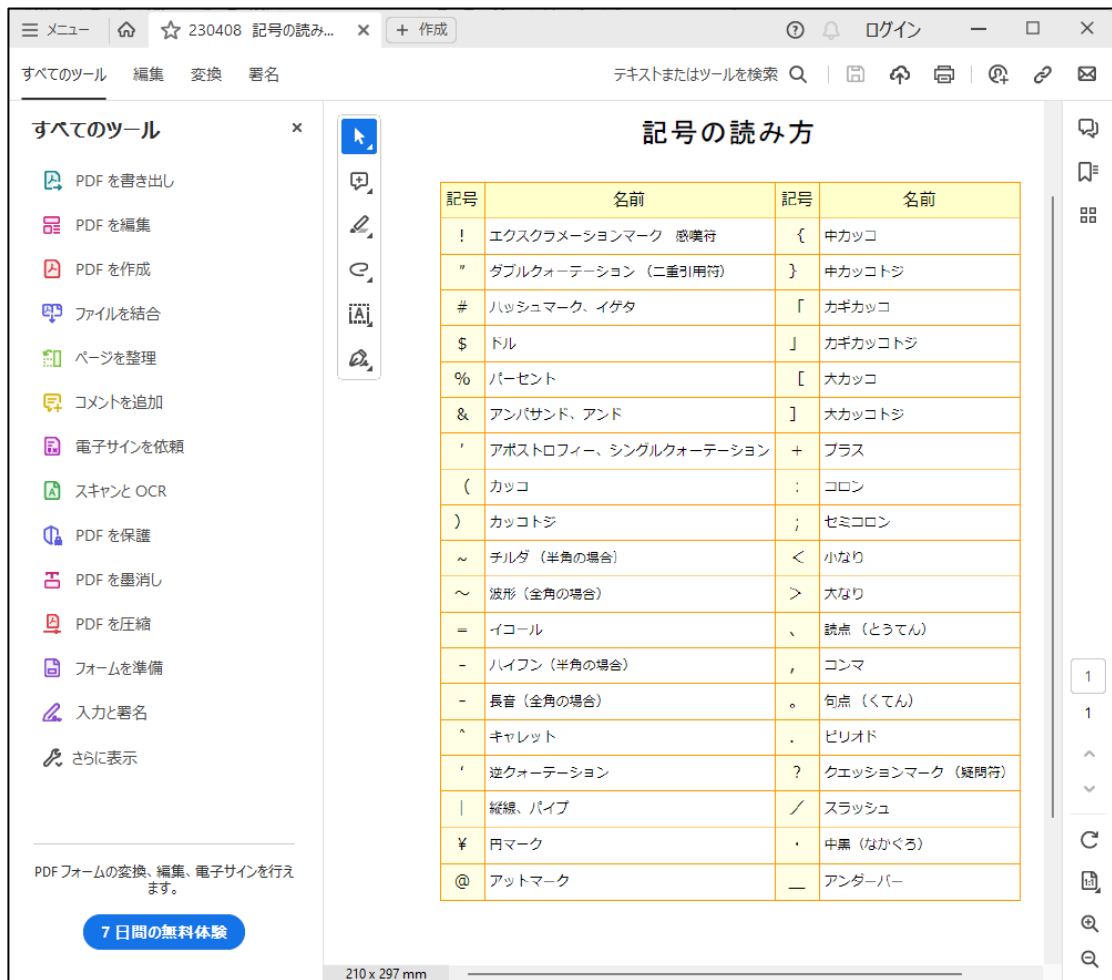 メニュー 230408 記号の読み... + 作成 ログイン
すべてのツール 編集 変換 署名 テキストまたはツールを検索
すべてのツール
PDF を書き出し
PDF を編集
PDF を作成
ファイルを結合
ページを整理
コメントを追加
電子サインを依頼
スキャンと OCR
PDF を保護
PDF を墨消し
PDF を圧縮
フォームを準備
入力と署名
さらに表示
PDF フォームの変換、編集、電子サインを行え
ます。
7 日間の無料体験
記号の読み方
記号 名前 記号 名前
! エクスクラメーションマーク 感嘆符 { 中カッコ
" ダブルクォーテーション (二重引用符) } 中カッコトジ
# ハッシュマーク、イゲタ 「 カギカッコ
$ ドル 」 カギカッコトジ
% パーセント [ 大カッコ
& アンパサンド、アンド ] 大カッコトジ
' アポストロフィー、シングルクォーテーション + プラス
( カッコ : コロン
) カッコトジ ; セミコロン
~ チルダ (半角の場合) < 小なり
～ 波形 (全角の場合) > 大なり
= イコール 、 読点 (とうてん)
- ハイフン (半角の場合) , コンマ
- 長音 (全角の場合) 。 句点 (くてん)
^ キャレット . ピリオド
‘ 逆クォーテーション ? クエッションマーク (疑問符)
| 縦線、パイプ ／ スラッシュ
¥ 円マーク ・ 中黒 (なかぐろ)
@ アットマーク __ アンダーバー
1
1
210 x 297 mm